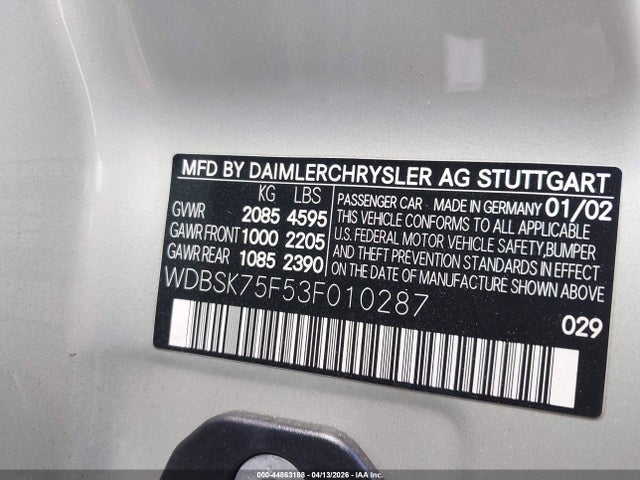 MFD BY DAIMLERCHRYSLER AG STUTTGART
KG LBS
GVWR 2085 4595
GAWR FRONT 1000 2205
GAWR REAR 1085 2390
PASSENGER CAR MADE IN GERMANY 01/02
THIS VEHICLE CONFORMS TO ALL APPLICABLE
U.S. FEDERAL MOTOR VEHICLE SAFETY,BUMPER
AND THEFT PREVENTION STANDARDS IN EFFECT
ON THE DATE OF MANUFACTURE SHOWN ABOVE
WDBSK75F53F010287
029
000-44863188 - 04/13/2026 - IAA Inc.